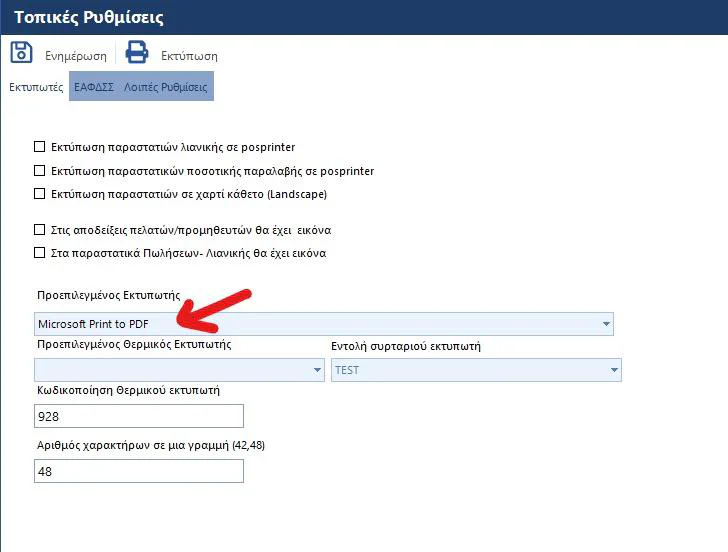 Τοπικές Ρυθμίσεις
Ενημέρωση Εκτύπωση
Εκτυπωτές ΕΑΦΔΣΣ Λοιπές Ρυθμίσεις
Εκτύπωση παραστατιών λιανικής σε posprinter
Εκτύπωση παραστατικών ποσοτικής παραλαβής σε posprinter
Εκτύπωση παραστατιών σε χαρτί κάθετο (Landscape)
Στις αποδείξεις πελατών/προμηθευτών θα έχει εικόνα
Στα παραστατικά Πωλήσεων- Λιανικής θα έχει εικόνα
Προεπιλεγμένος Εκτυπωτής
Microsoft Print to PDF
Προεπιλεγμένος Θερμικός Εκτυπωτής Εντολή συρταριού εκτυπωτή
TEST
Κωδικοποίηση Θερμικού εκτυπωτή
928
Αριθμός χαρακτήρων σε μια γραμμή (42,48)
48